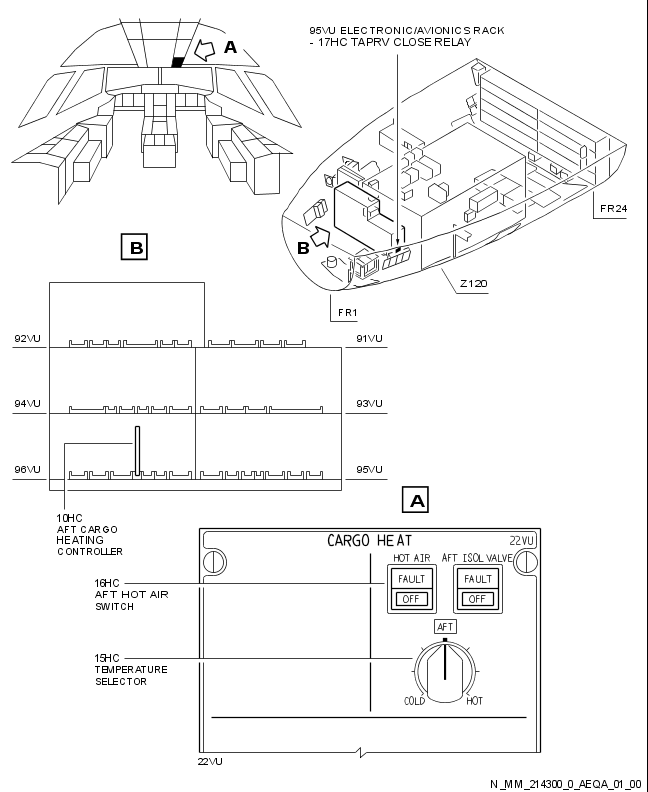 95VU ELECTRONIC/AVIONICS RACK
- 17HC TAPRV CLOSE RELAY
A
B
FR24
Z120
FR1
B
92VU
91VU
94VU
93VU
96VU
95VU
10HC
AFT CARGO
HEATING
CONTROLLER
A
CARGO HEAT
22VU
HOT AIR
AFT ISOL VALVE
FAULT
OFF
FAULT
OFF
16HC
AFT HOT AIR
SWITCH
AFT
15HC
TEMPERATURE
SELECTOR
COLD
HOT
22VU
N_MM_214300_0_AEQA_01_00